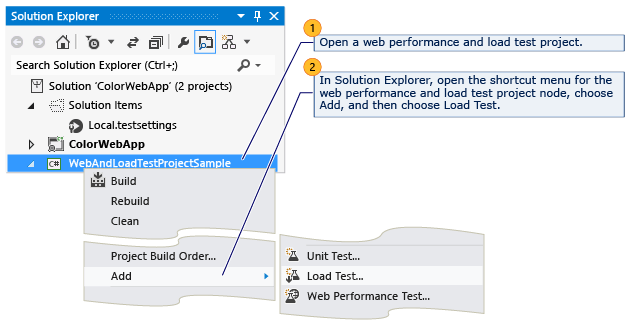 Solution Explorer
Search Solution Explorer (Ctrl+;)
Solution 'ColorWebApp' (2 projects)
Solution Items
Local.testsettings
ColorWebApp
C# WebAndLoadTestProjectSample
Build
Rebuild
Clean
Project Build Order...
Add
Unit Test...
Load Test...
Web Performance Test...
1
Open a web performance and load test project.
2
In Solution Explorer, open the shortcut menu for the
web performance and load test project node, choose
Add, and then choose Load Test.